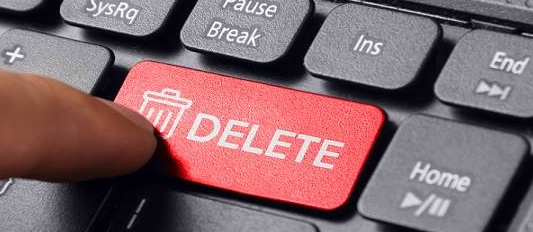 SysRq
Pause
Break
Ins
End
+
DELETE
Home